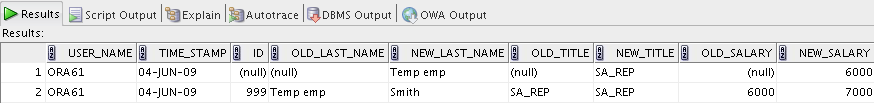 Results Script Output Explain Autotrace DBMS Output OWA Output
Results:
USER_NAME TIME_STAMP ID OLD_LAST_NAME NEW_LAST_NAME OLD_TITLE NEW_TITLE OLD_SALARY NEW_SALARY
1 ORA61 04-JUN-09 (null) (null) Temp emp (null) SA_REP (null) 6000
2 ORA61 04-JUN-09 999 Temp emp Smith SA_REP SA_REP 6000 7000